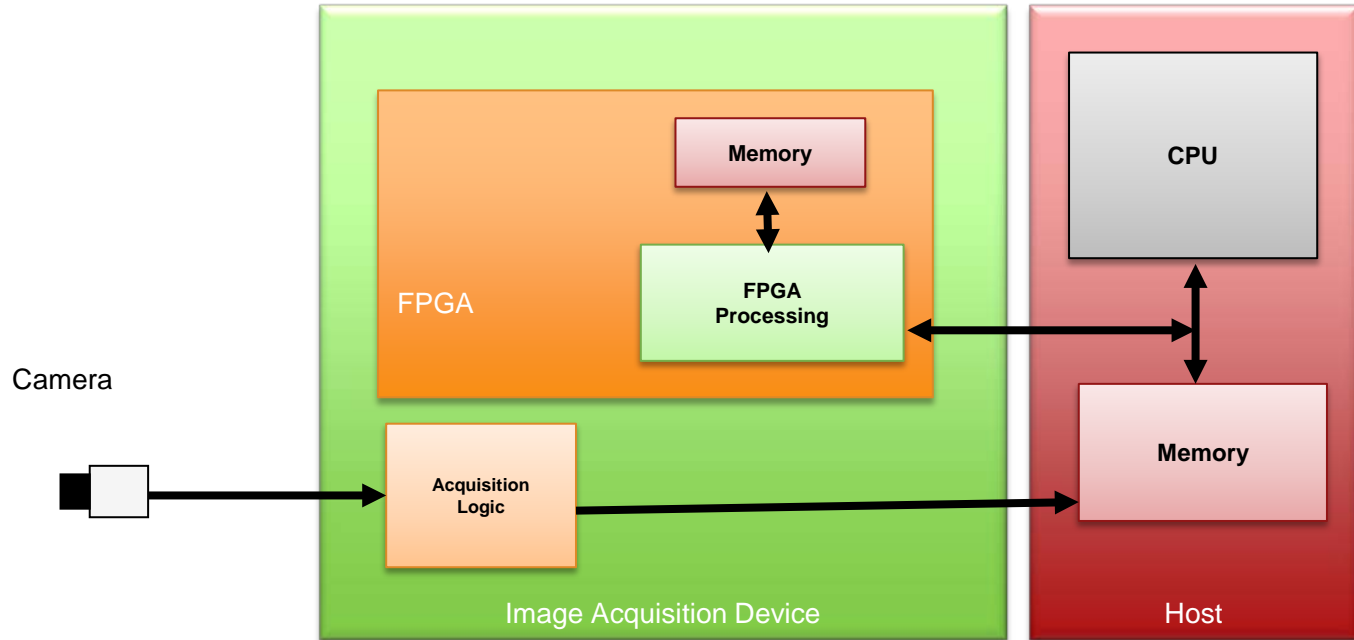 Memory
CPU
FPGA
FPGA
Processing
Camera
Acquisition
Logic
Memory
Image Acquisition Device
Host